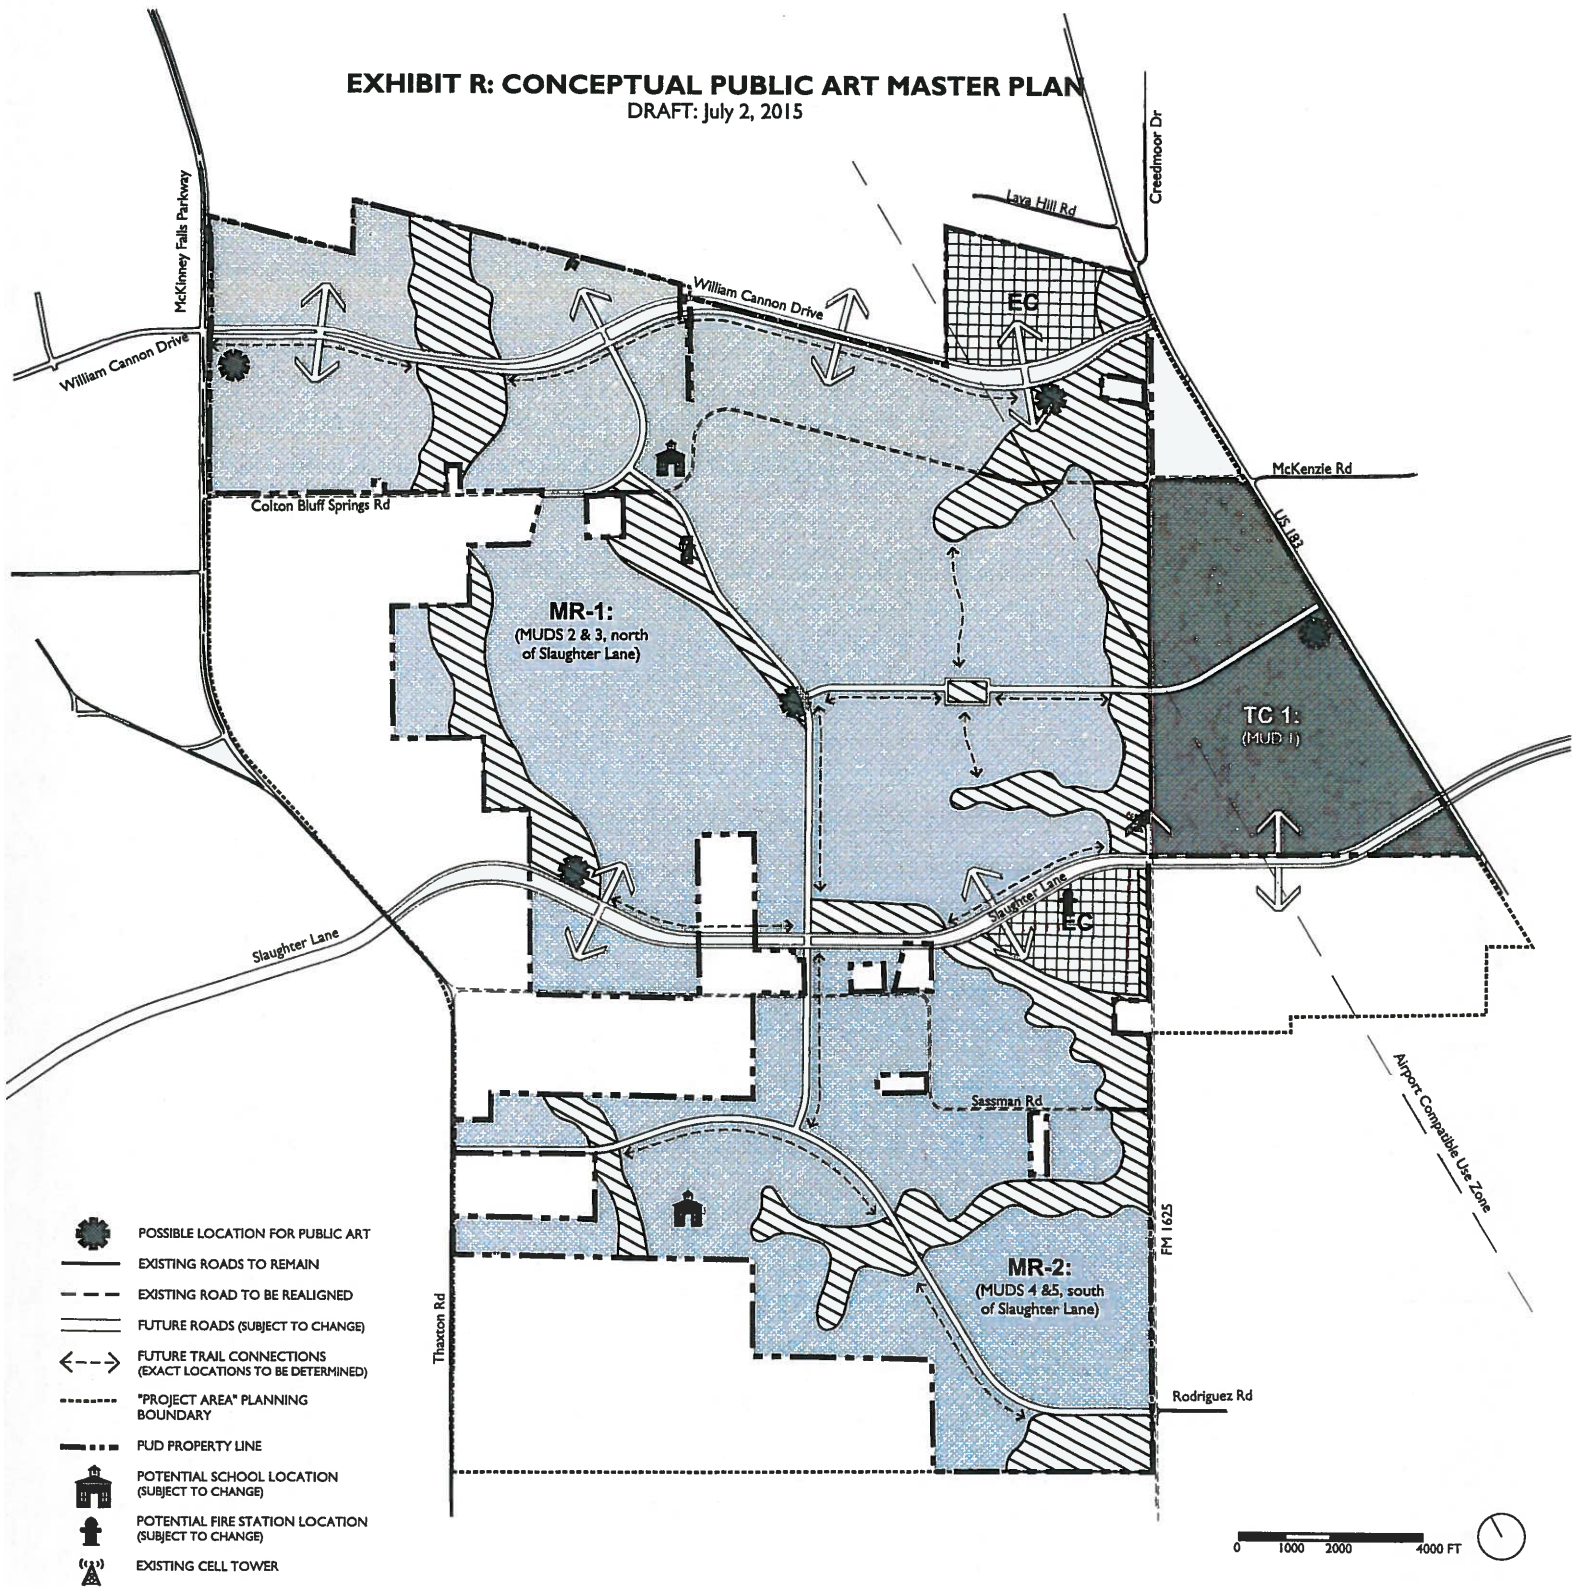 EXHIBIT R: CONCEPTUAL PUBLIC ART MASTER PLAN
DRAFT: July 2, 2015
Creedmoor Dr
McKinney Falls Parkway
Lava Hill Rd
William Cannon Drive
EC
William Cannon Drive
McKenzie Rd
Colton Bluff Springs Rd
US 183
MR-1:
(MUDS 2 & 3, north
of Slaughter Lane)
TC 1:
(MUD 1)
Slaughter Lane
EC
Slaughter Lane
Airport Compatible Use Zone
Sassman Rd
FM 1625
MR-2:
(MUDS 4 &5, south
of Slaughter Lane)
Thaxton Rd
Rodriguez Rd
POSSIBLE LOCATION FOR PUBLIC ART
EXISTING ROADS TO REMAIN
EXISTING ROAD TO BE REALIGNED
FUTURE ROADS (SUBJECT TO CHANGE)
FUTURE TRAIL CONNECTIONS
(EXACT LOCATIONS TO BE DETERMINED)
"PROJECT AREA" PLANNING
BOUNDARY
PUD PROPERTY LINE
POTENTIAL SCHOOL LOCATION
(SUBJECT TO CHANGE)
POTENTIAL FIRE STATION LOCATION
(SUBJECT TO CHANGE)
EXISTING CELL TOWER
0 1000 2000 4000 FT